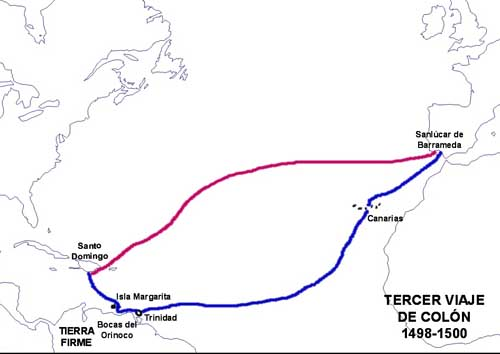 Sanlúcar de
Barrameda
Canarias
Santo
Domingo
Isla Margarita
Trinidad
Bocas del
Orinoco
TIERRA
FIRME
TERCER VIAJE
DE COLÓN
1498-1500